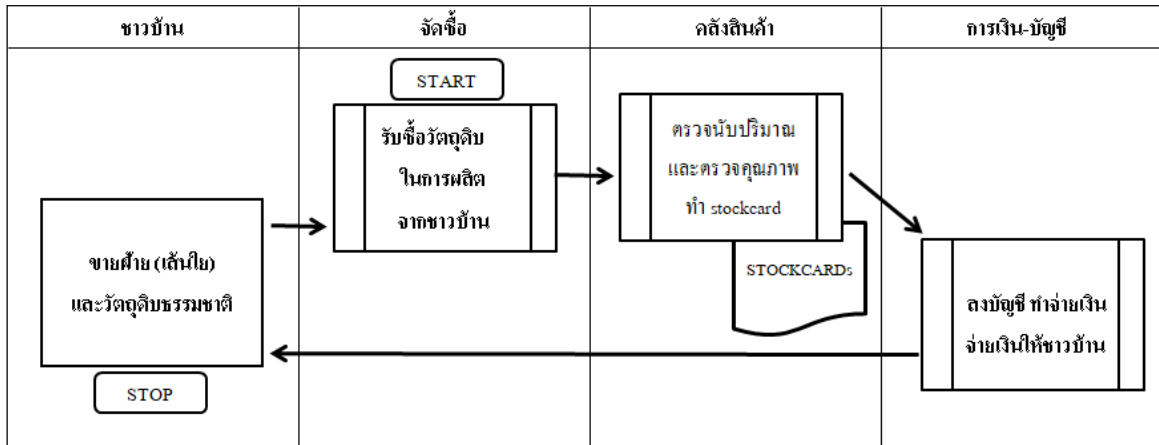 ชาวบ้าน
จัดซื้อ
คลังสินค้า
การเงิน-บัญชี
START
รับซื้อวัตถุดิบ
ในการผลิต
จากชาวบ้าน
ตรวจนับปริมาณ
และตรวจคุณภาพ
ทำ stockcard
STOCKCARDs
ขายฝ้าย (เส้นใย)
และวัตถุดิบธรรมชาติ
STOP
ลงบัญชี ทำจ่ายเงิน
จ่ายเงินให้ชาวบ้าน